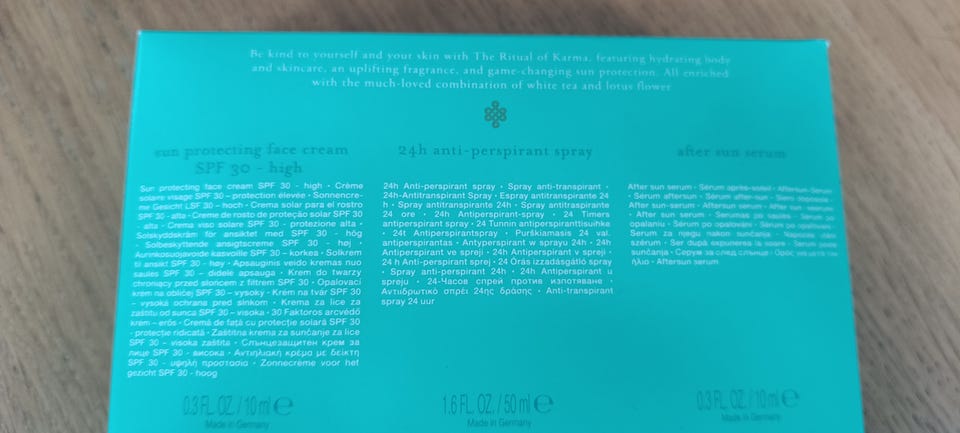 Be kind to yourself and your skin with The Ritual of Karma, featuring hydrating body
and skincare, an uplifting fragrance, and game-changing sun protection. All enriched
with the much-loved combination of white tea and lotus flower
sun protecting face cream
SPF 30 - high
Sun protecting face cream SPF 30 - high · Crème
solaire visage SPF 30 - protection élevée · Sonnencre-
me Gesicht LSF 30 – hoch · Crema solar para el rostro
SPF 30 - alta · Creme de rosto de proteção solar SPF 30
- alta · Crema viso solare SPF 30 - protezione alta ·
Solskyddskräm för ansiktet med SPF 30 - hög
· Solbeskyttende ansigtscreme SPF 30 - høj ·
Aurinkosuojavoide kasvoille SPF 30 – korkea · Solkrem
til ansikt SPF 30 - høy · Apsauginis veido kremas nuo
saulės SPF 30 – didelė apsauga · Krem do twarzy
chroniący przed słońcem z filtrem SPF 30 · Opalovací
krém na obličej SPF 30 – vysoký · Krém na tvár SPF 30
– vysoká ochrana pred slnkom · Krema za lice za
zaštitu od sunca SPF 30 – visoka · 30 Faktoros arcvédő
krém – erős · Cremă de față cu protecție solară SPF 30
- protecție ridicată · Zaštitna krema za sunčanje za lice
SPF 30 - visoka zaštita · Слънцезащитен крем за
лице SPF 30 - висока · Αντηλιακή κρέμα με δείκτη
SPF 30 - υψηλή προστασία · Zonnecrème voor het
gezicht SPF 30 - hoog
0.3 FL. OZ. / 10 ml e
Made in Germany
24h anti-perspirant spray
24h Anti-perspirant spray · Spray anti-transpirant ·
24h-Antitranspirant Spray · Espray antitranspirante 24
h · Spray antitranspirante 24h · Spray antitraspirante
24 ore · 24h Antiperspirant-spray · 24 Timers
antiperspirant spray · 24 Tunnin antiperspiranttisuihke
· 24t Antiperspirantspray · Purškiamasis 24 val.
antiperspirantas · Antyperspirant w sprayu 24h · 24h
Antiperspirant ve spreji · 24h Antiperspirant v spreji ·
24 h Anti-perspirant sprej · 24 Órás izzadásgátló spray
· Spray anti-perspirant 24h · 24h Antiperspirant u
spreju · 24-Часов спрей против изпотяване ·
Αντιιδρωτικό σπρέι 24ης δράσης · Anti-transpirant
spray 24 uur
1.6 FL. OZ. / 50 ml e
Made in Germany
after sun serum
After sun serum · Sérum après-soleil · Aftersun-Serum
· Sérum aftersun · Sérum after-sun · Siero doposole ·
After sun-serum · Aftersun serum · After sun -seerumi
· After sun serum · Serumas po saulės · Serum po
opalaniu · Sérum po opalování · Sérum po opaľovaní ·
Serum za njegu nakon sunčanja · Napozás utáni
szérum · Ser după expunerea la soare · Serum posle
sunčanja · Серум за след слънце · Ορός για μετά τον
ήλιο · Aftersun serum
0.3 FL. OZ. / 10 ml e
Made in Germany